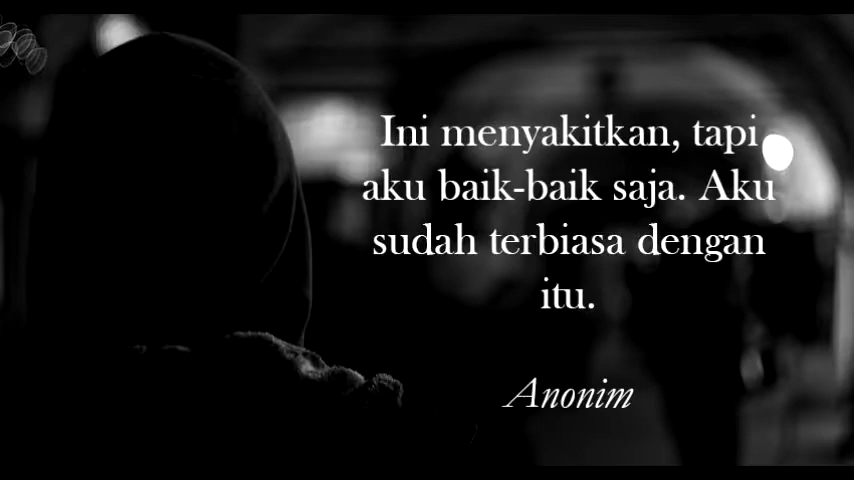 Ini menyakitkan, tapi
aku baik-baik saja. Aku
sudah terbiasa dengan
itu.
Anonim